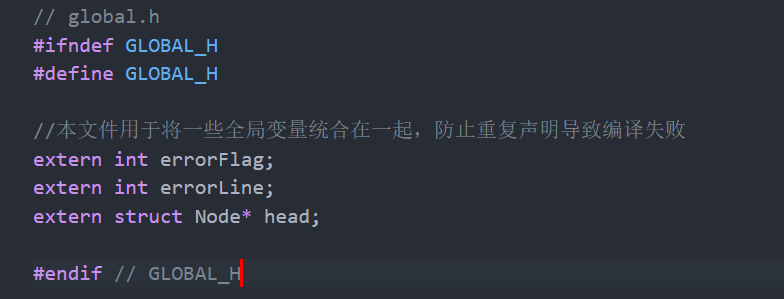 // global.h
#ifndef GLOBAL_H
#define GLOBAL_H
//本文件用于将一些全局变量统合在一起，防止重复声明导致编译失败
extern int errorFlag;
extern int errorLine;
extern struct Node* head;
#endif // GLOBAL_H